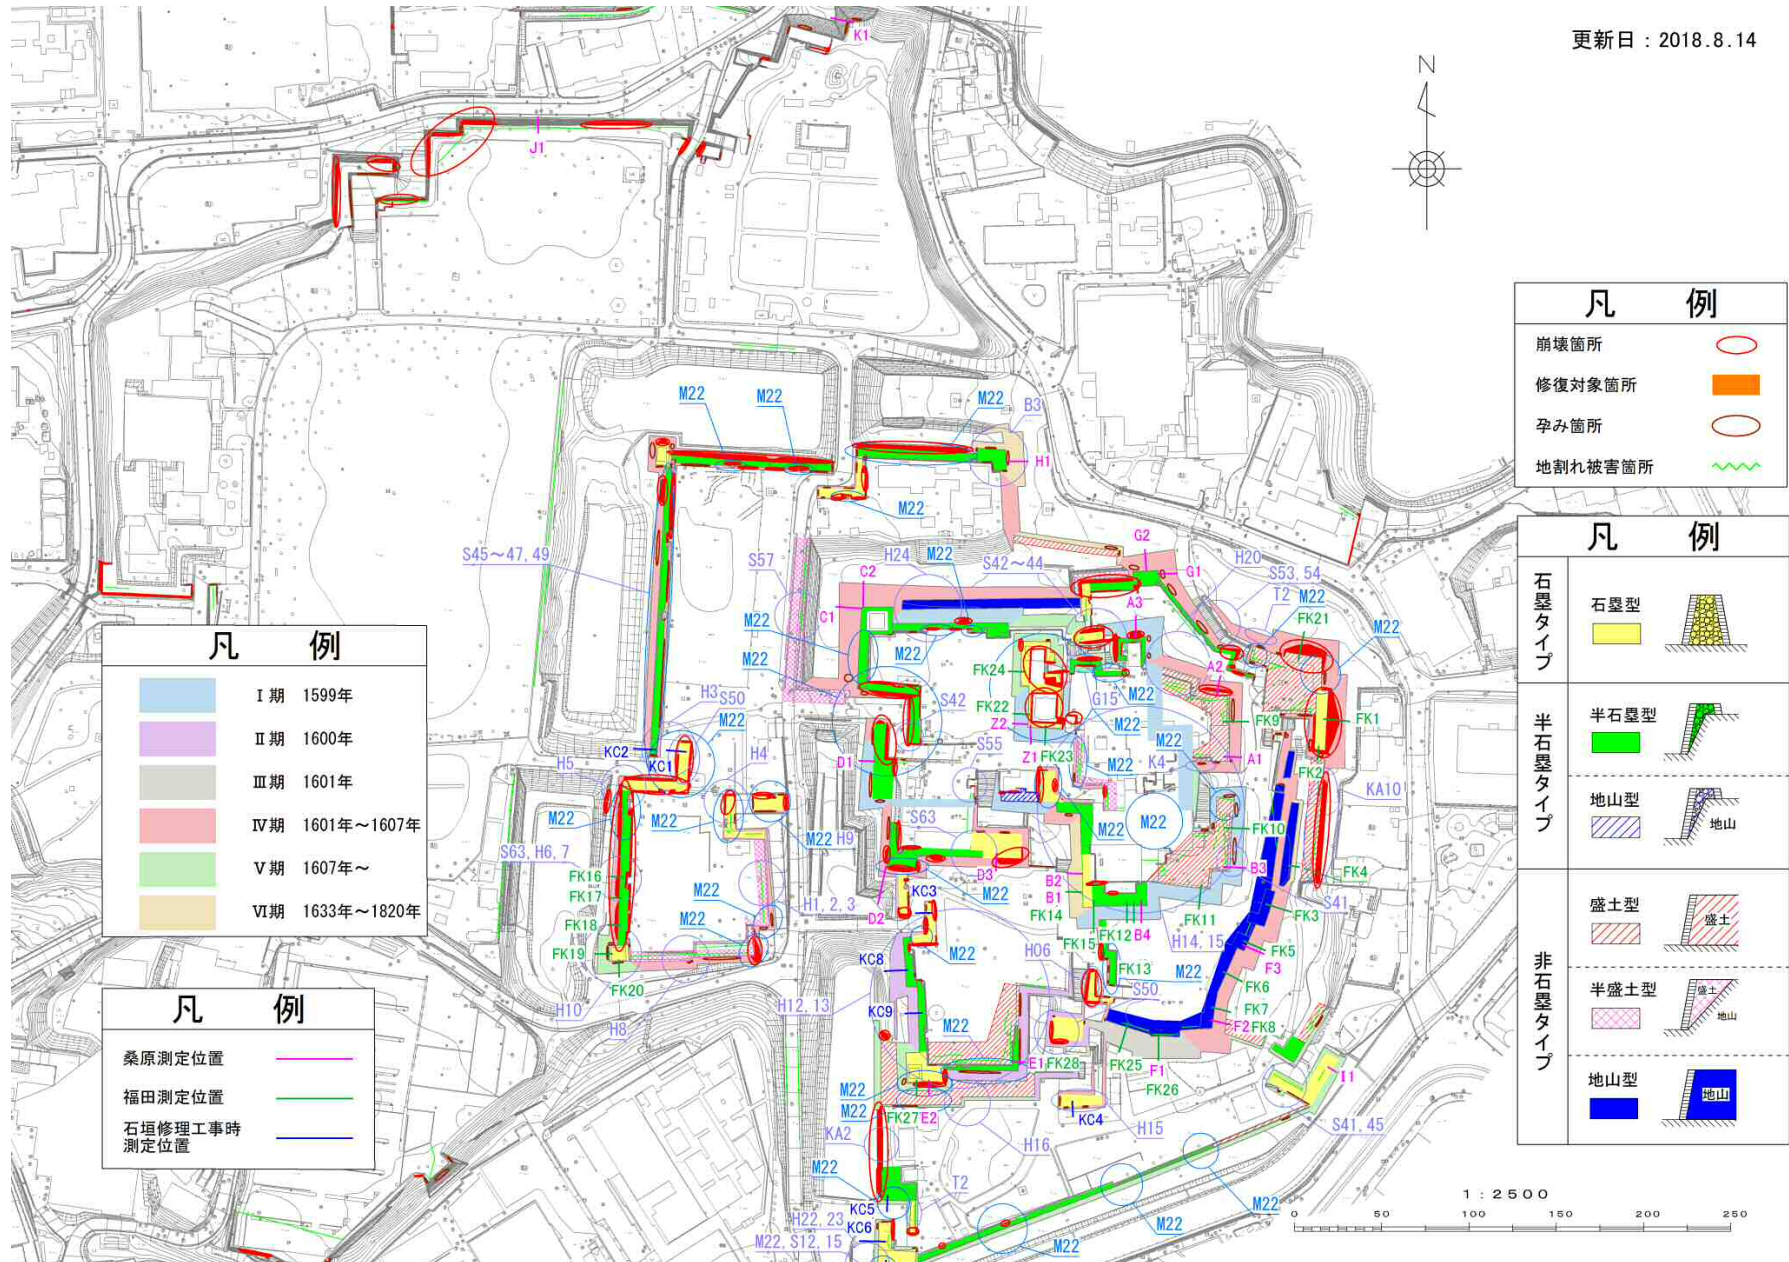 更新日：2018.8.14
N
K1
J1
凡 例
崩壊箇所
修復対象箇所
孕み箇所
地割れ被害箇所
M22
M22
M22
B3
H1
M22
S45～47, 49
S57
H24
M22
S42～44
G2
G1
H20
S53, 54
T2
M22
FK21
M22
C2
C1
A3
M22
M22
M22
FK24
FK22
Z2
Z1
FK23
G15
M22
M22
M22
M22
A2
FK9
A1
K4
FK1
FK2
KA10
H3
S50
M22
S42
KC2
KC1
H5
H4
D1
S55
M22
M22
M22
H9
S63
M22
M22
FK10
B3
FK4
S63, H6, 7
FK16
FK17
FK18
FK19
FK20
M22
M22
H10
H8
H1, 2, 3
D2
KC3
D3
M22
B2
B1
FK14
FK12
B4
FK11
FK3
S41
FK15
H14, 15
FK5
F3
FK6
FK13
M22
H06
S50
KC8
M22
H12, 13
KC9
M22
FK7
F2
FK8
E1
FK28
FK25
F1
FK26
M22
M22
FK27
E2
KC4
H15
H16
KA2
I1
S41, 45
M22
T2
KC5
H22, 23
KC6
M22, S12, 15
M22
M22
M22
凡 例
Ⅰ期 1599年
Ⅱ期 1600年
Ⅲ期 1601年
Ⅳ期 1601年～1607年
Ⅴ期 1607年～
Ⅵ期 1633年～1820年
凡 例
桑原測定位置
福田測定位置
石垣修理工事時
測定位置
凡 例
石塁タイプ
石塁型
半石塁タイプ
半石塁型
地山型
地山
非石塁タイプ
盛土型
盛土
半盛土型
盛土
地山
地山型
地山
1:2500
0 50 100 150 200 250